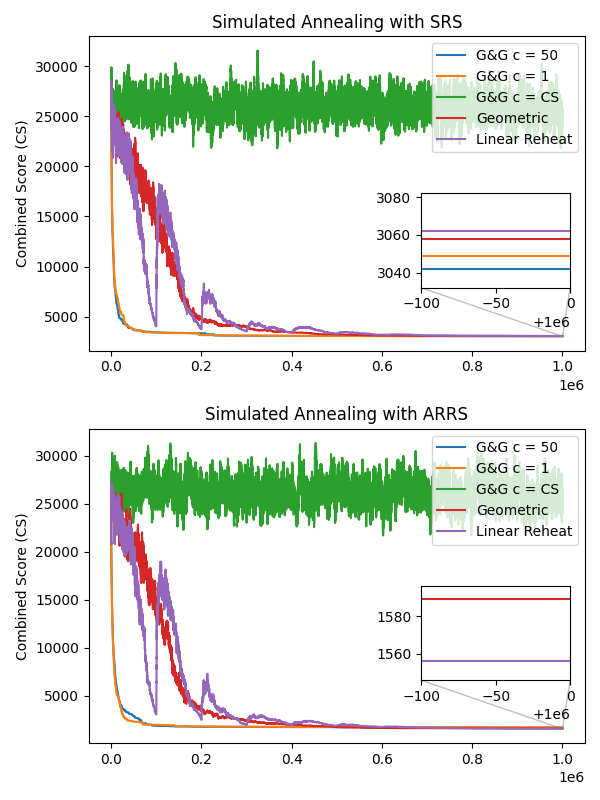 Simulated Annealing with SRS
Combined Score (CS)
30000
25000
20000
15000
10000
5000
G&G c = 50
G&G c = 1
G&G c = CS
Geometric
Linear Reheat
3080
3060
3040
−100 −50 0
+1e6
0.0 0.2 0.4 0.6 0.8 1.0
1e6
Simulated Annealing with ARRS
Combined Score (CS)
30000
25000
20000
15000
10000
5000
G&G c = 50
G&G c = 1
G&G c = CS
Geometric
Linear Reheat
1580
1560
−100 −50 0
+1e6
0.0 0.2 0.4 0.6 0.8 1.0
1e6